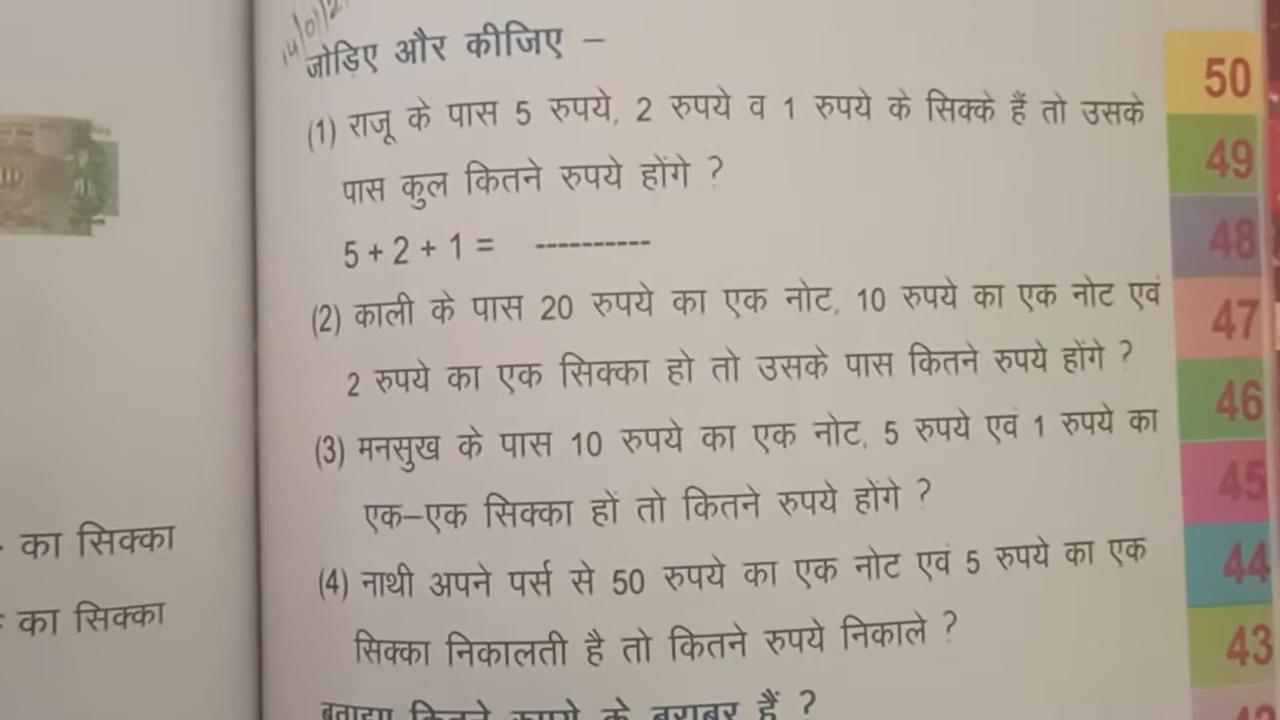 जोड़िए और कीजिए –
(1) राजू के पास 5 रुपये, 2 रुपये व 1 रुपये के सिक्के हैं तो उसके
पास कुल कितने रुपये होंगे ?
5 + 2 + 1 = ----------
(2) काली के पास 20 रुपये का एक नोट, 10 रुपये का एक नोट एवं
2 रुपये का एक सिक्का हो तो उसके पास कितने रुपये होंगे ?
(3) मनसुख के पास 10 रुपये का एक नोट, 5 रुपये एवं 1 रुपये का
एक–एक सिक्का हों तो कितने रुपये होंगे ?
(4) नाथी अपने पर्स से 50 रुपये का एक नोट एवं 5 रुपये का एक
सिक्का निकालती है तो कितने रुपये निकाले ?
का सिक्का
का सिक्का
50
49
48
47
46
45
44
43